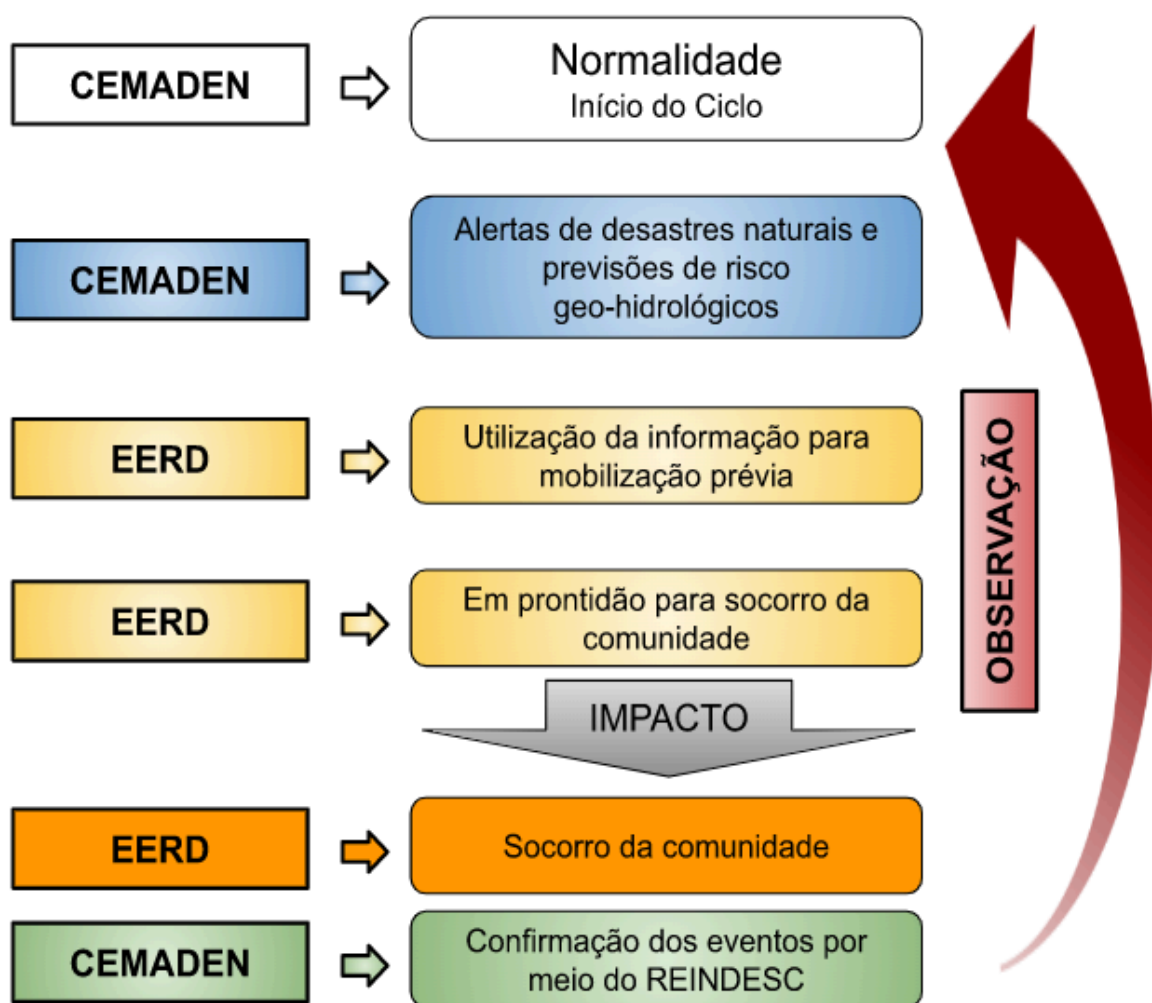 CEMADEN
Normalidade
Início do Ciclo
CEMADEN
Alertas de desastres naturais e
previsões de risco
geo-hidrológicos
EERD
Utilização da informação para
mobilização prévia
EERD
Em prontidão para socorro da
comunidade
IMPACTO
OBSERVAÇÃO
EERD
Socorro da comunidade
CEMADEN
Confirmação dos eventos por
meio do REINDESC